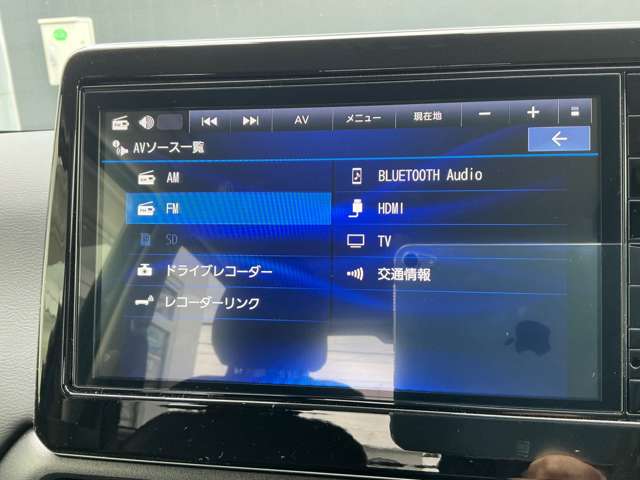 AV メニュー 現在地 − +
AVソース一覧
AM
FM
SD
ドライブレコーダー
レコーダーリンク
BLUETOOTH Audio
HDMI
TV
交通情報